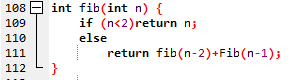 108 int fib(int n) {
109 if (n<2)return n;
110 else
111 return fib(n-2)+Fib(n-1);
112 }